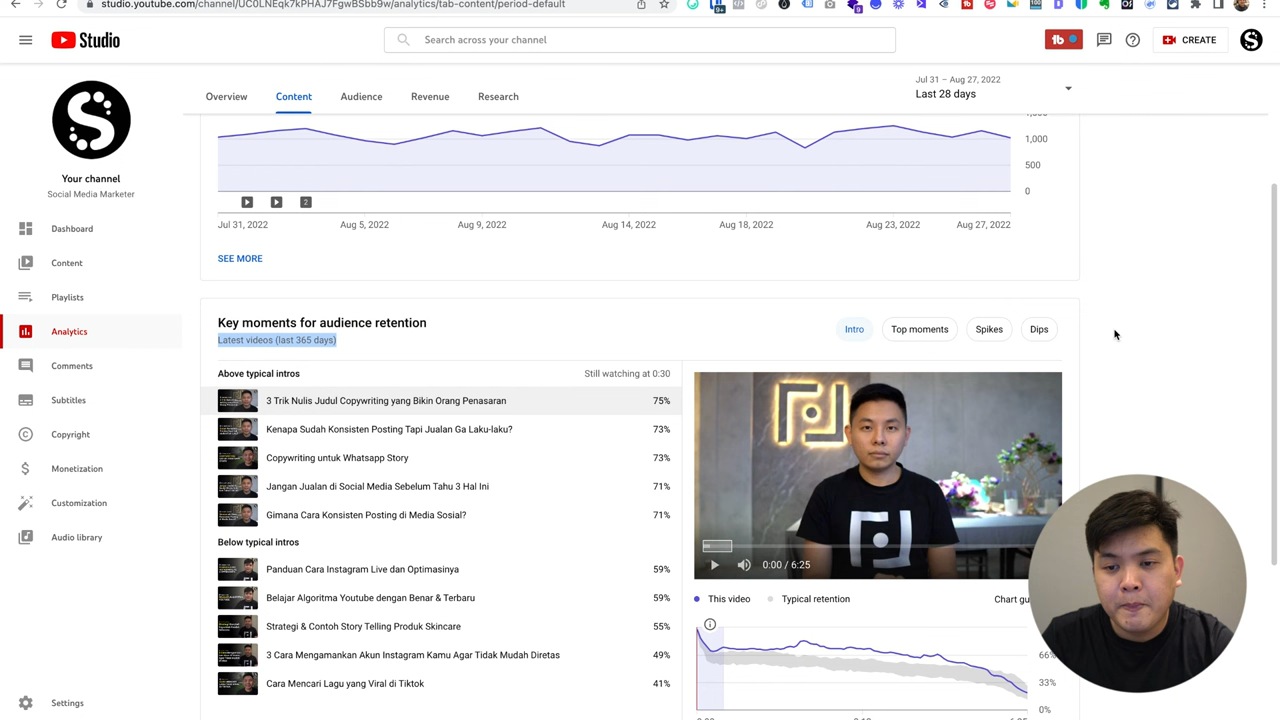 studio.youtube.com/channel/UC0LNEqk7kPHAJ7FgwBSbb9w/analytics/tab-content/period-default
Studio
Search across your channel
CREATE
Your channel
Social Media Marketer
Dashboard
Content
Playlists
Analytics
Comments
Subtitles
Copyright
Monetization
Customization
Audio library
Settings
Overview
Content
Audience
Revenue
Research
Jul 31 – Aug 27, 2022
Last 28 days
1,000
500
0
2
Jul 31, 2022
Aug 5, 2022
Aug 9, 2022
Aug 14, 2022
Aug 18, 2022
Aug 23, 2022
Aug 27, 2022
SEE MORE
Key moments for audience retention
Latest videos (last 365 days)
Intro
Top moments
Spikes
Dips
Above typical intros Still watching at 0:30
3 Trik Nulis Judul Copywriting yang Bikin Orang Penasaran 75%
Kenapa Sudah Konsisten Posting Tapi Jualan Ga Laku-laku? 73%
Copywriting untuk Whatsapp Story 73%
Jangan Jualan di Social Media Sebelum Tahu 3 Hal Ini 71%
Gimana Cara Konsisten Posting di Media Sosial? 71%
Below typical intros
Panduan Cara Instagram Live dan Optimasinya 59%
Belajar Algoritma Youtube dengan Benar & Terbaru 59%
Strategi & Contoh Story Telling Produk Skincare 55%
3 Cara Mengamankan Akun Instagram Kamu Agar Tidak Mudah Diretas 49%
Cara Mencari Lagu yang Viral di Tiktok 41%
0:00 / 6:25
This video
Typical retention
Chart gu
66%
33%
0%